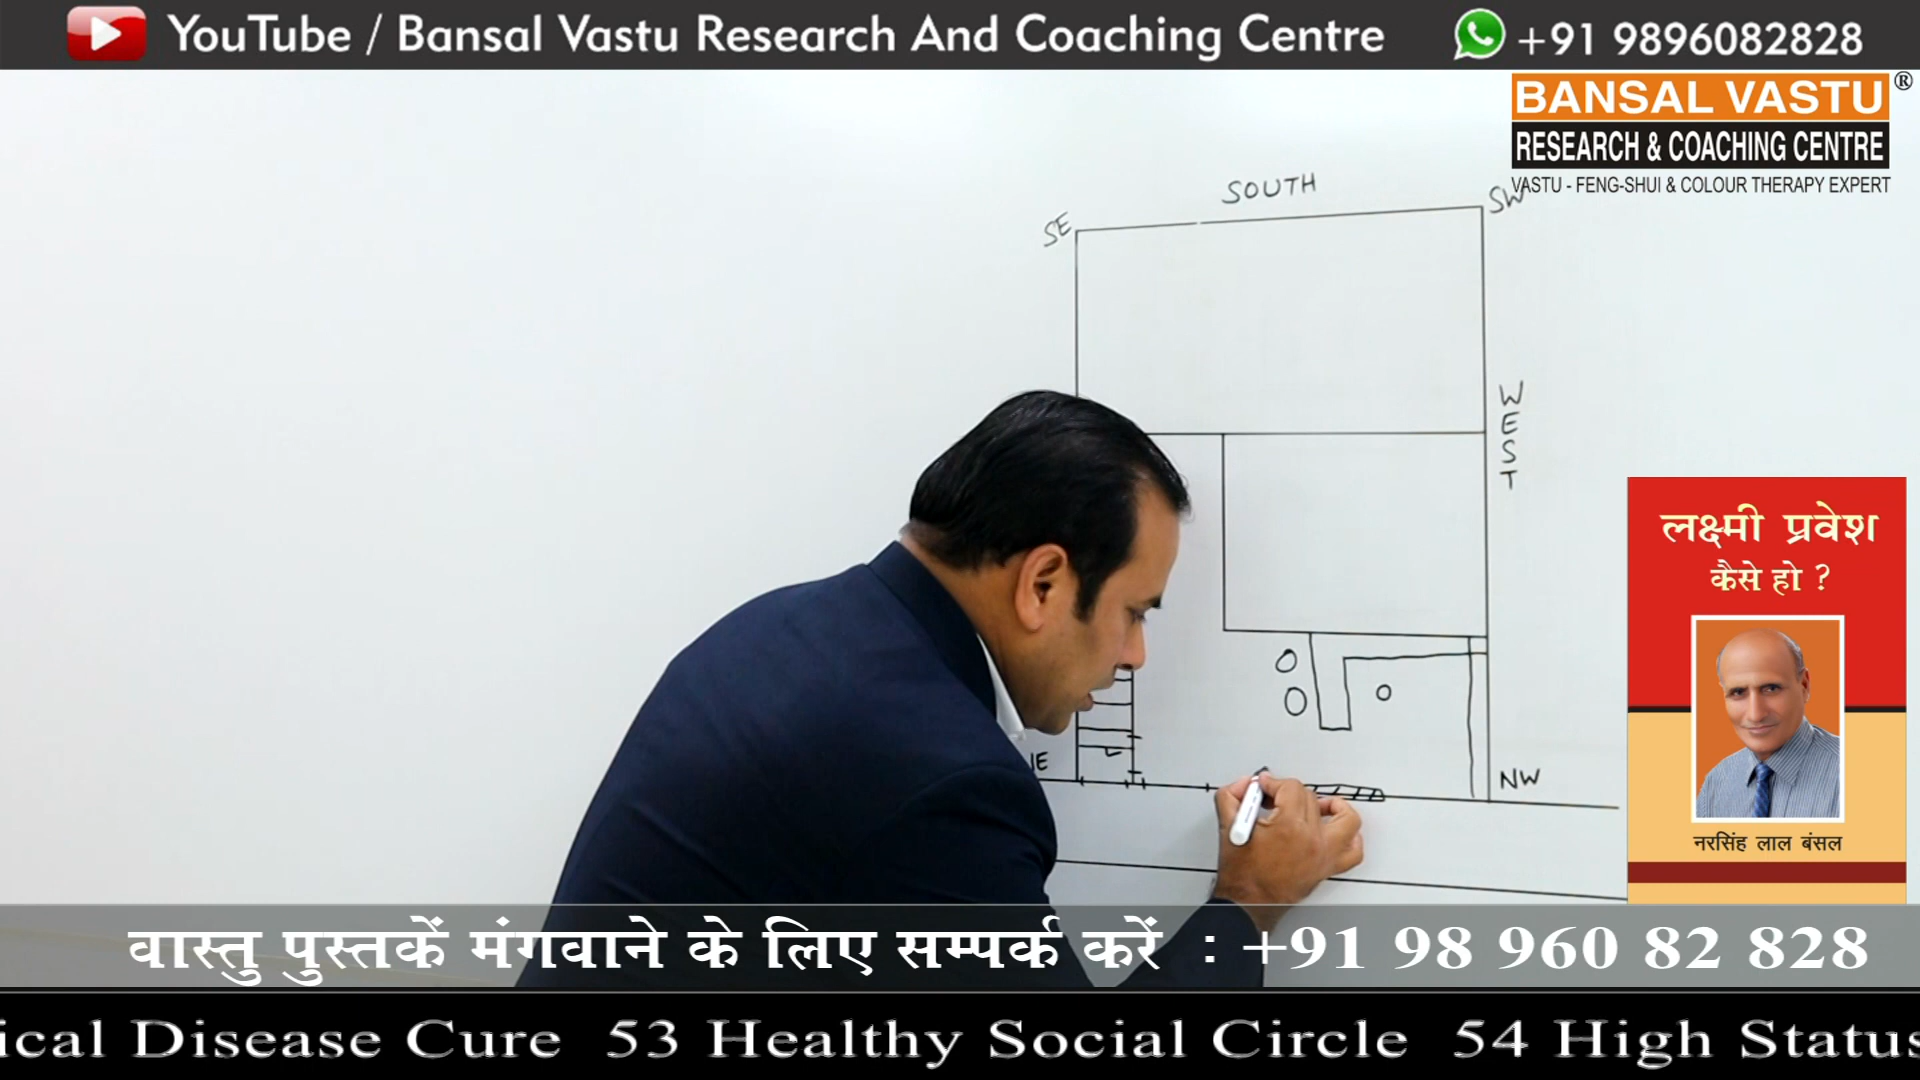 YouTube / Bansal Vastu Research And Coaching Centre
+91 9896082828
BANSAL VASTU ®
RESEARCH & COACHING CENTRE
VASTU - FENG-SHUI & COLOUR THERAPY EXPERT
SOUTH
SE
SW
WEST
NE
NW
लक्ष्मी प्रवेश
कैसे हो ?
नरसिंह लाल बंसल
वास्तु पुस्तकें मंगवाने के लिए सम्पर्क करें : +91 98 960 82 828
ical Disease Cure 53 Healthy Social Circle 54 High Status